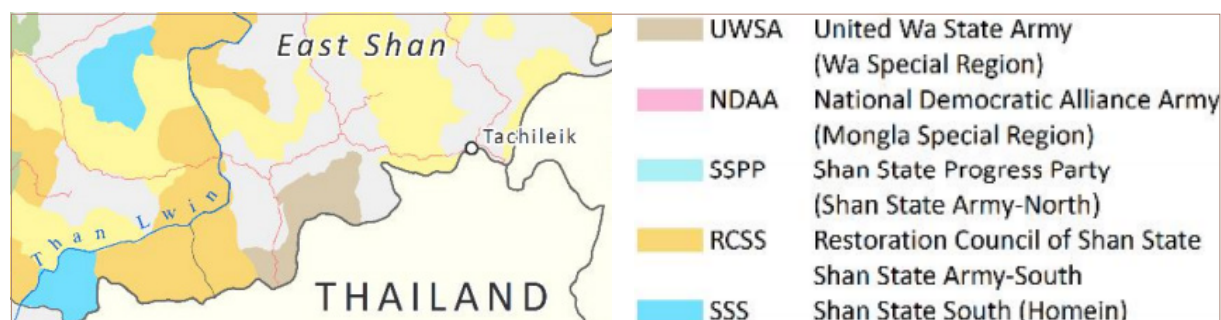 East Shan
Tachileik
Than Lwin
THAILAND
UWSA United Wa State Army
(Wa Special Region)
NDAA National Democratic Alliance Army
(Mongla Special Region)
SSPP Shan State Progress Party
(Shan State Army-North)
RCSS Restoration Council of Shan State
Shan State Army-South
SSS Shan State South (Homein)